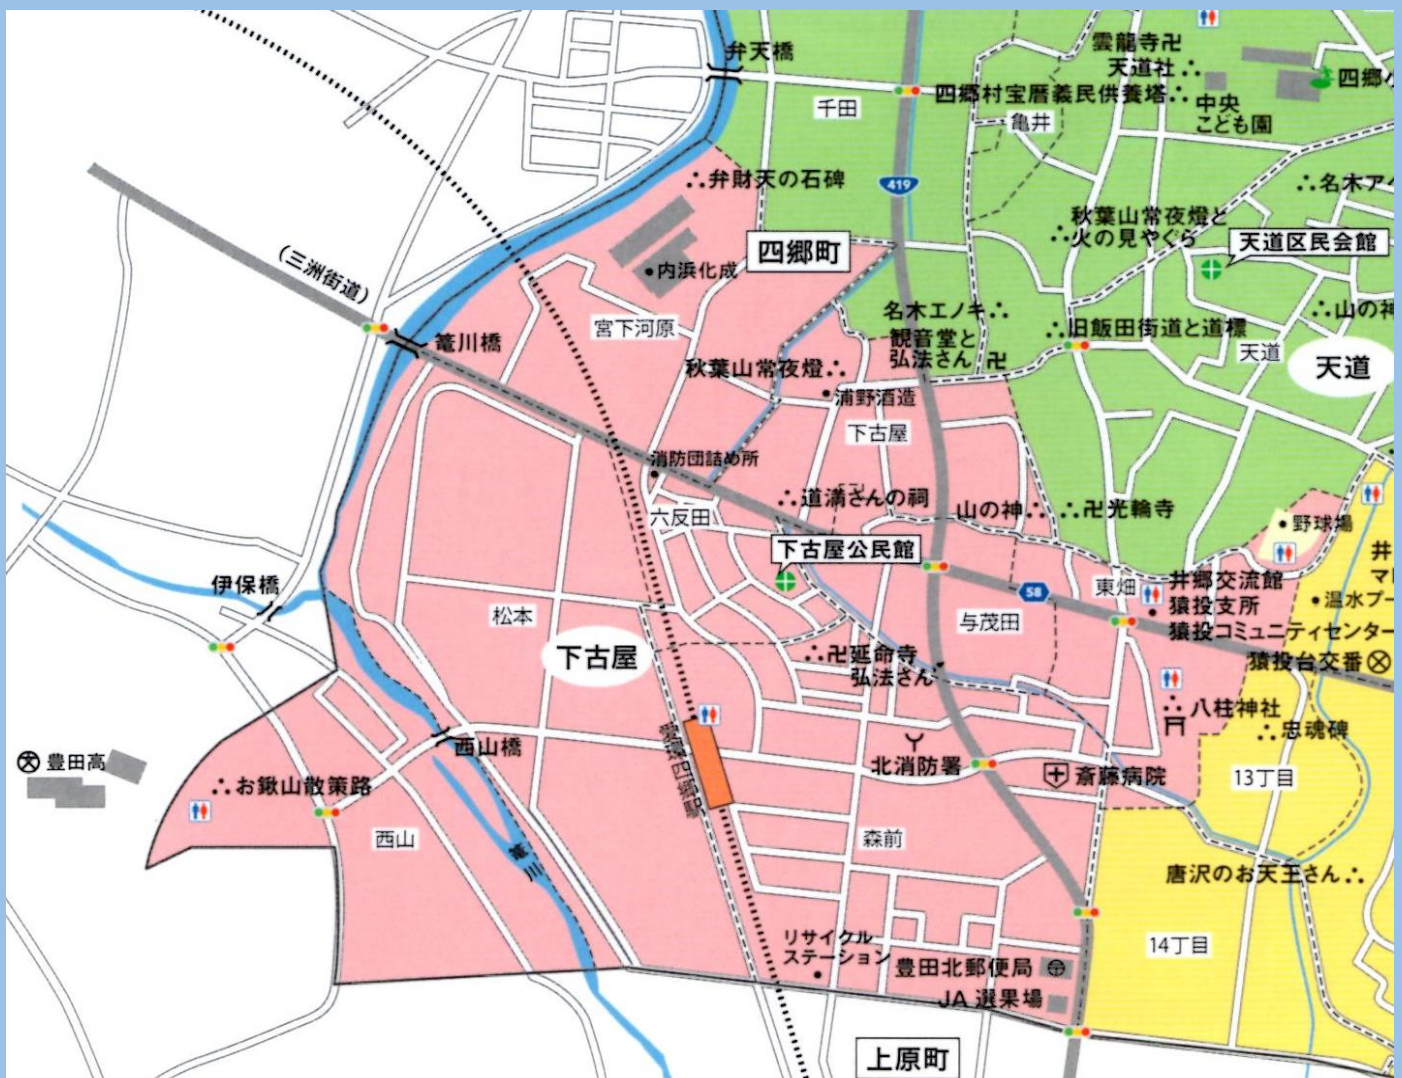 弁天橋
千田
雲龍寺卍
天道社
四郷村宝暦義民供養塔
亀井
中央
こども園
弁財天の石碑
419
四郷町
内浜化成
宮下河原
秋葉山常夜燈と
火の見やぐら
天道区民会館
名木エノキ
観音堂と
弘法さん 卍
旧飯田街道と道標
天道
天道
(三洲街道)
篭川橋
秋葉山常夜燈
浦野酒造
下古屋
消防団詰め所
六反田
道満さんの祠
山の神
卍光輪寺
野球場
下古屋公民館
58
東畑
井郷交流館
猿投支所
猿投コミュニティセンター
猿投台交番
伊保橋
松本
下古屋
与茂田
卍延命寺
弘法さん
八柱神社
忠魂碑
西山橋
北消防署
斎藤病院
13丁目
豊田高
お鍬山散策路
西山
森前
唐沢のお天王さん
14丁目
リサイクル
ステーション
豊田北郵便局
JA 選果場
上原町